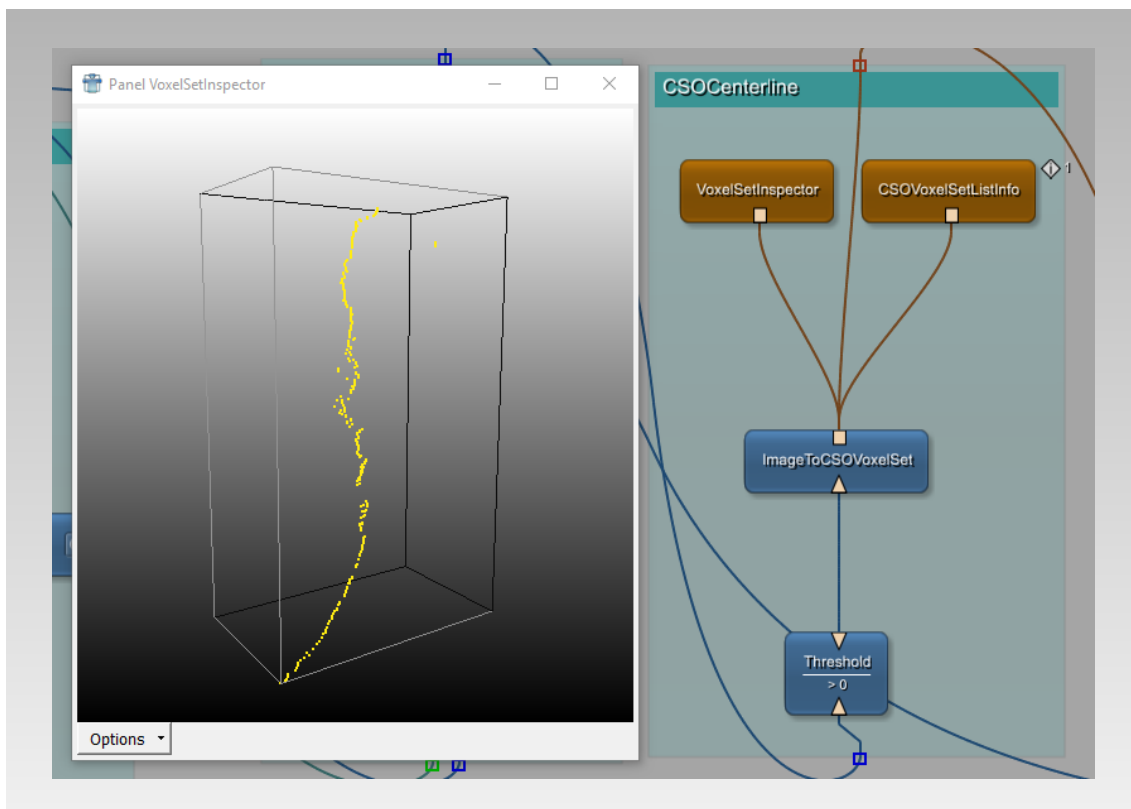 Panel VoxelSetInspector
CSOCenterline
VoxelSetInspector
CSOVoxelSetListInfo
1
ImageToCSOVoxelSet
Threshold
> 0
Options